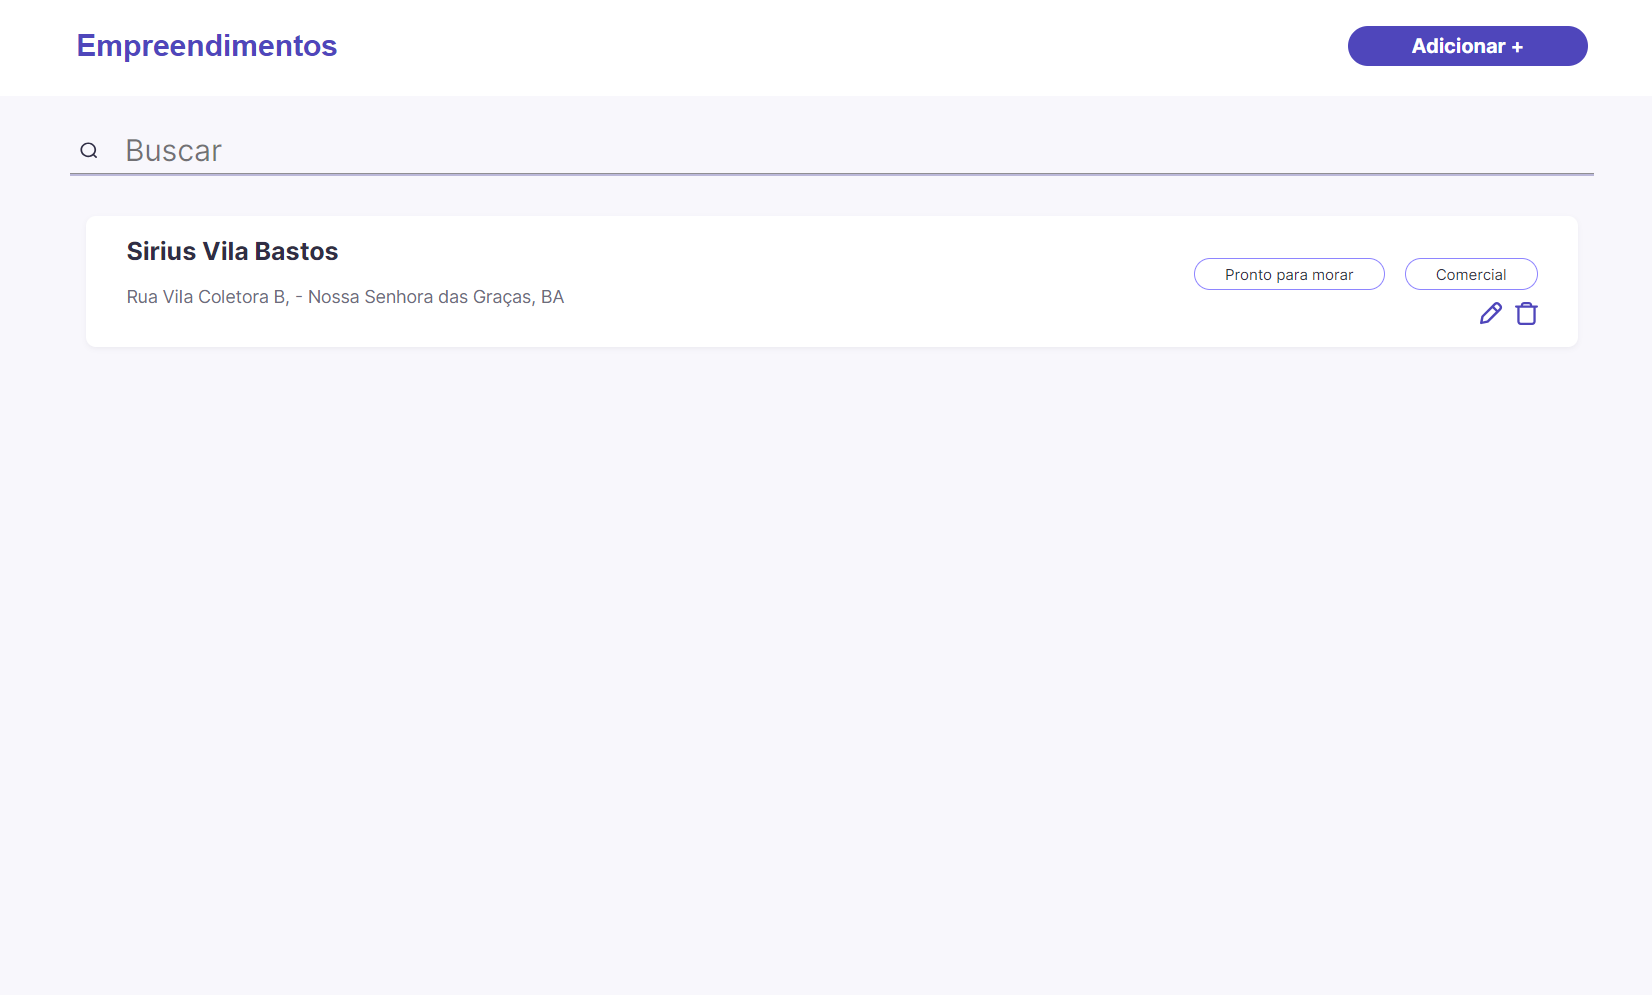 Empreendimentos
Adicionar +
Buscar
Sirius Vila Bastos
Rua Vila Coletora B, - Nossa Senhora das Graças, BA
Pronto para morar
Comercial